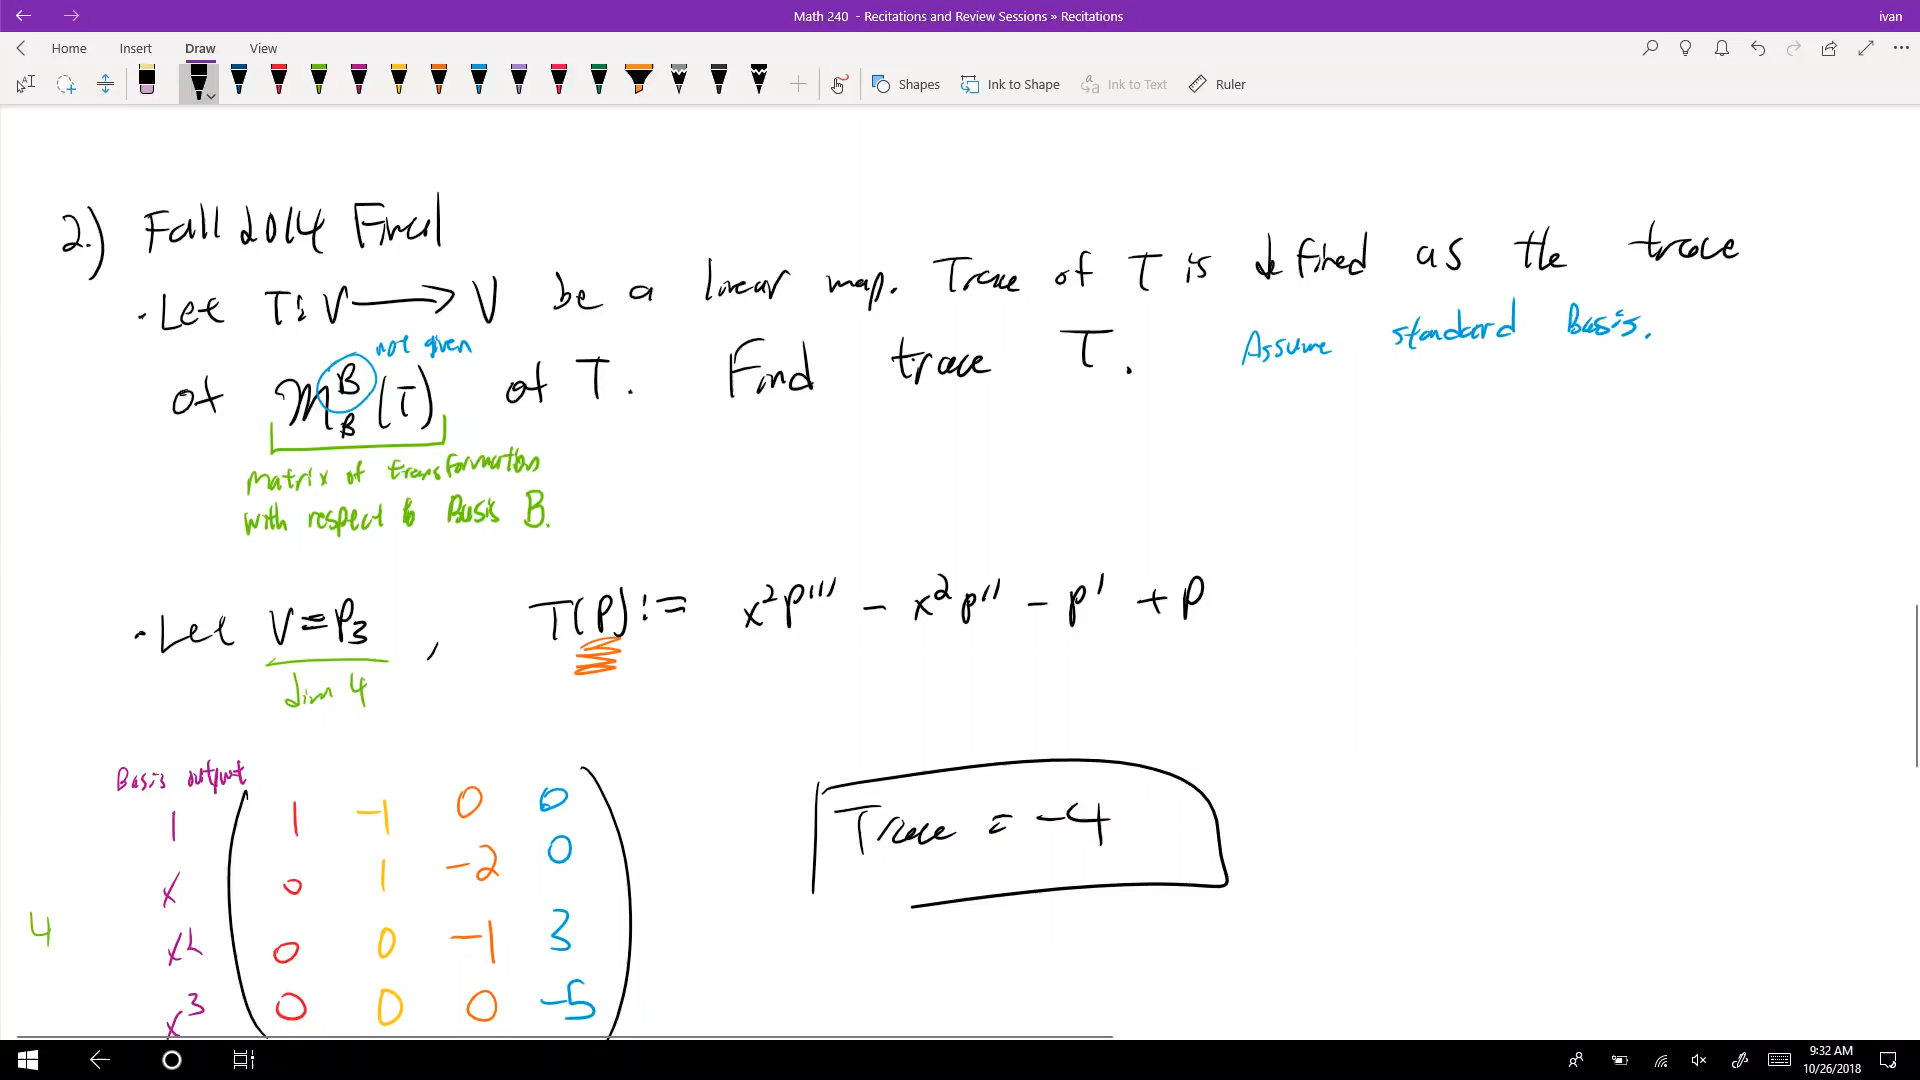 Math 240 - Recitations and Review Sessions » Recitations
ivan
Home Insert Draw View
Shapes Ink to Shape Ink to Text Ruler
2.) Fall 2014 Final
• Let T: V → V be a linear map. Trace of T is defined as the trace
not given
Assume standard Basis.
of M^B_B(T) of T. Find trace T.
matrix of transformation
with respect to Basis B.
• Let V = P₃, T(p) := x²p''' - x²p'' - p' + p
dim 4
Basis output
1 1 -1 0 0
x 0 1 -2 0
x² 0 0 -1 3
x³ 0 0 0 -5
4
Trace = -4
9:32 AM
10/26/2018